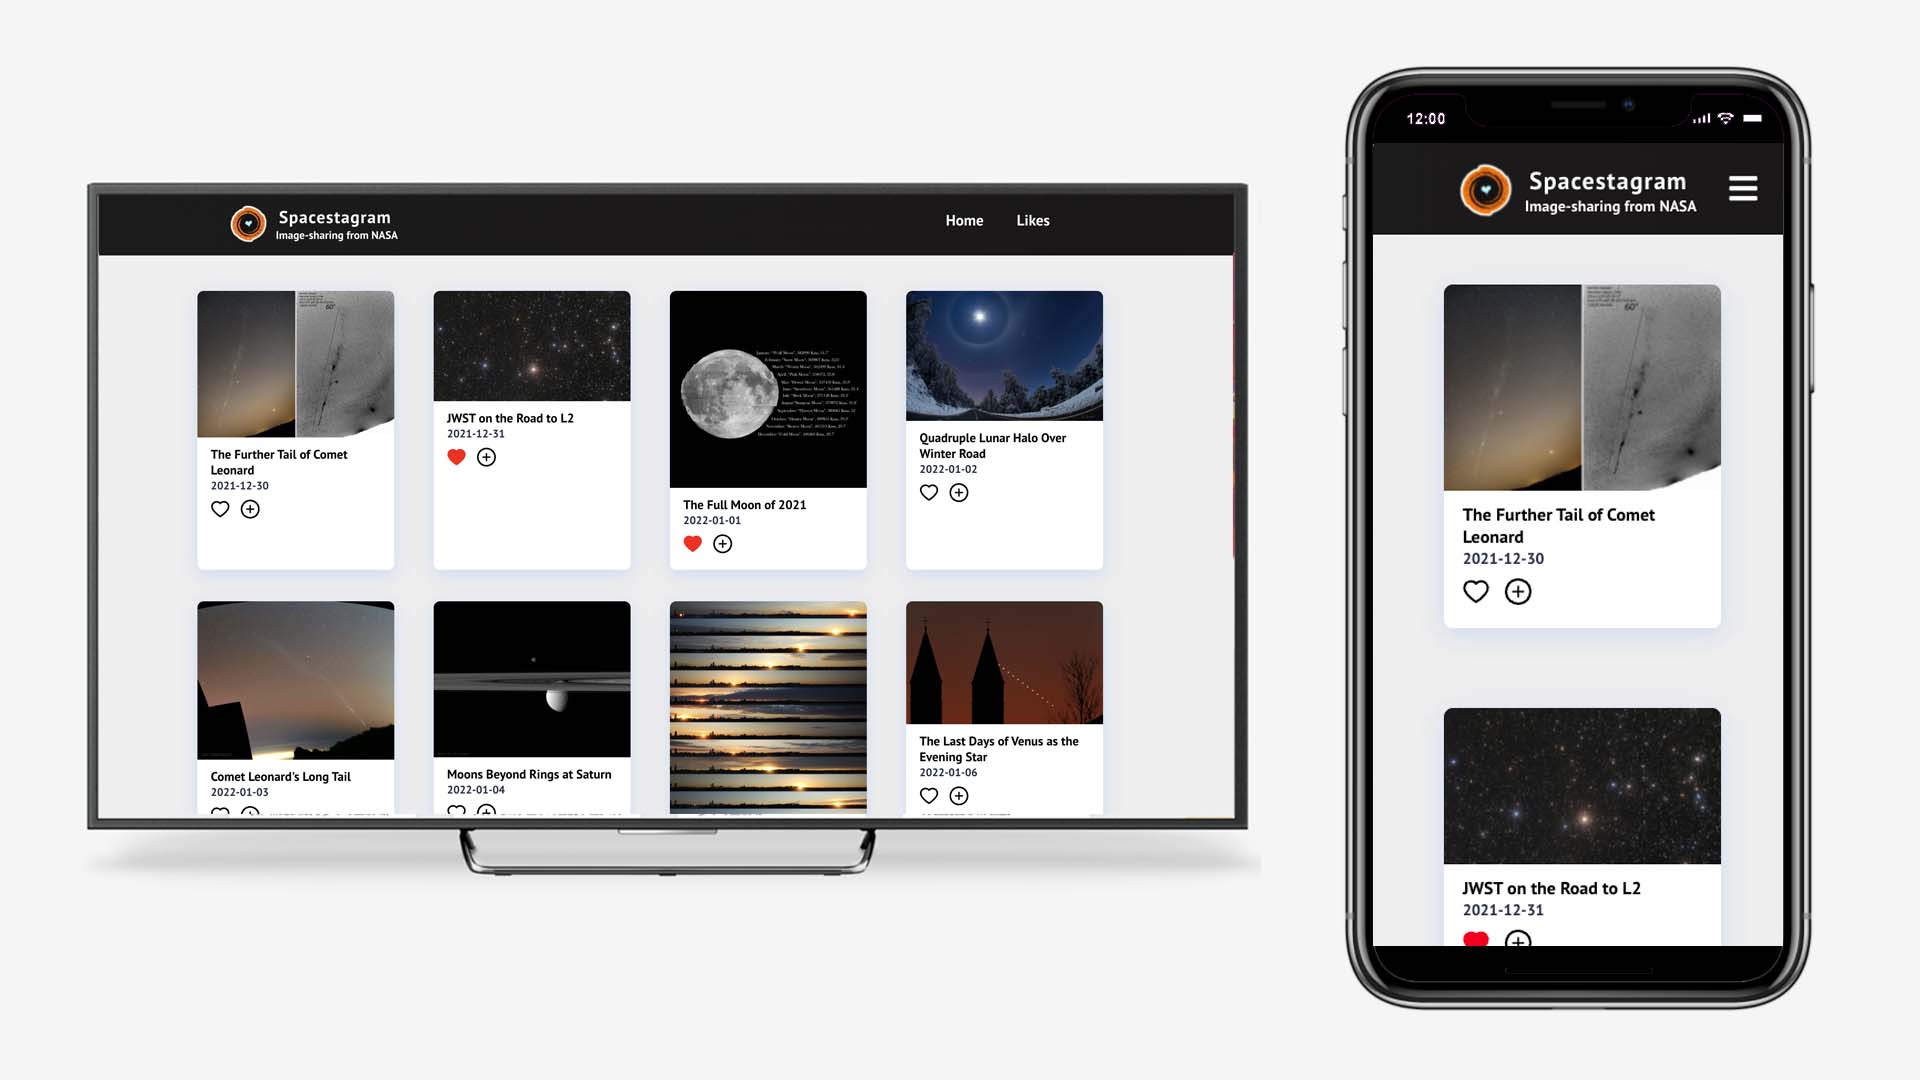 Spacestagram
Image-sharing from NASA
Home
Likes
60°
The Further Tail of Comet
Leonard
2021-12-30
JWST on the Road to L2
2021-12-31
The Full Moon of 2021
2022-01-01
Quadruple Lunar Halo Over
Winter Road
2022-01-02
Comet Leonard's Long Tail
2022-01-03
Moons Beyond Rings at Saturn
2022-01-04
The Last Days of Venus as the
Evening Star
2022-01-06
12:00
Spacestagram
Image-sharing from NASA
60°
The Further Tail of Comet
Leonard
2021-12-30
JWST on the Road to L2
2021-12-31